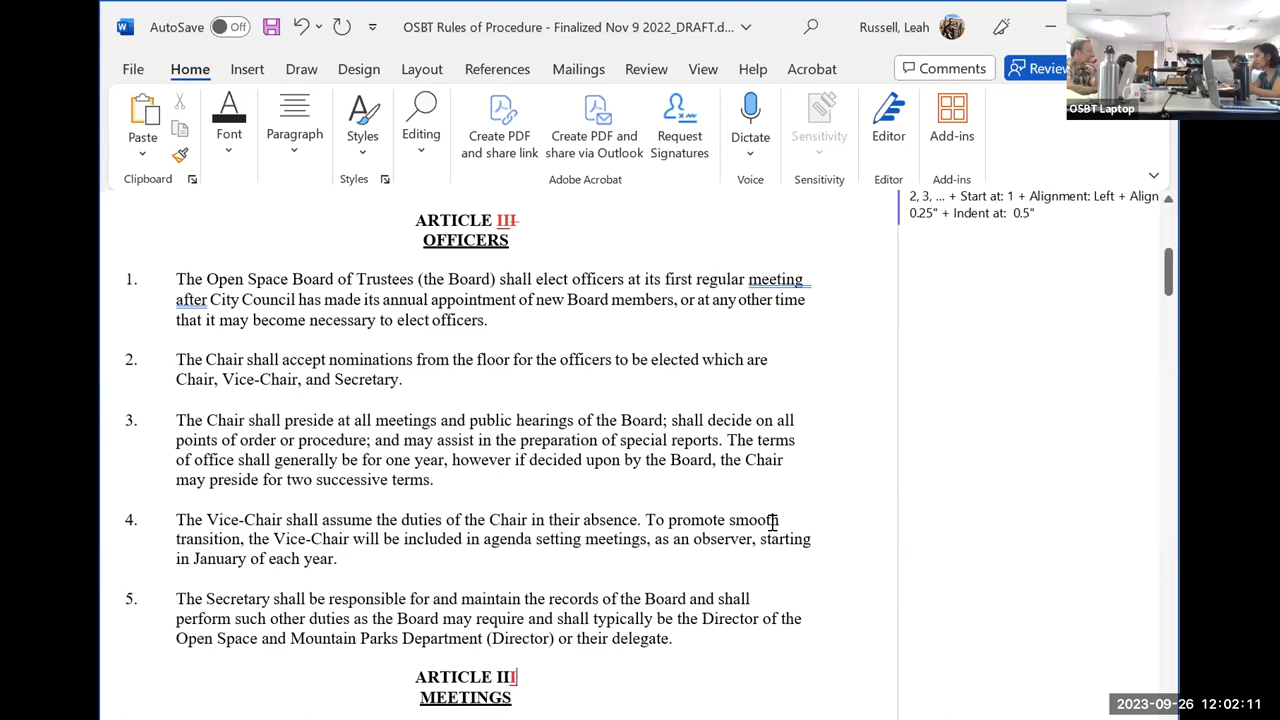 AutoSave
Off
OSBT Rules of Procedure - Finalized Nov 9 2022_DRAFT.d...
Russell, Leah
File
Home
Insert
Draw
Design
Layout
References
Mailings
Review
View
Help
Acrobat
Comments
Review
Paste
Font
Paragraph
Styles
Editing
Create PDF
and share link
Create PDF and
share via Outlook
Request
Signatures
Dictate
Sensitivity
Editor
Add-ins
Clipboard
Styles
Adobe Acrobat
Voice
Sensitivity
Editor
Add-ins
OSBT Laptop
2, 3, ... + Start at: 1 + Alignment: Left + Align
0.25" + Indent at: 0.5"
ARTICLE III
OFFICERS
1. The Open Space Board of Trustees (the Board) shall elect officers at its first regular meeting
after City Council has made its annual appointment of new Board members, or at any other time
that it may become necessary to elect officers.
2. The Chair shall accept nominations from the floor for the officers to be elected which are
Chair, Vice-Chair, and Secretary.
3. The Chair shall preside at all meetings and public hearings of the Board; shall decide on all
points of order or procedure; and may assist in the preparation of special reports. The terms
of office shall generally be for one year, however if decided upon by the Board, the Chair
may preside for two successive terms.
4. The Vice-Chair shall assume the duties of the Chair in their absence. To promote smooth
transition, the Vice-Chair will be included in agenda setting meetings, as an observer, starting
in January of each year.
5. The Secretary shall be responsible for and maintain the records of the Board and shall
perform such other duties as the Board may require and shall typically be the Director of the
Open Space and Mountain Parks Department (Director) or their delegate.
ARTICLE III
MEETINGS
2023-09-26 12:02:11